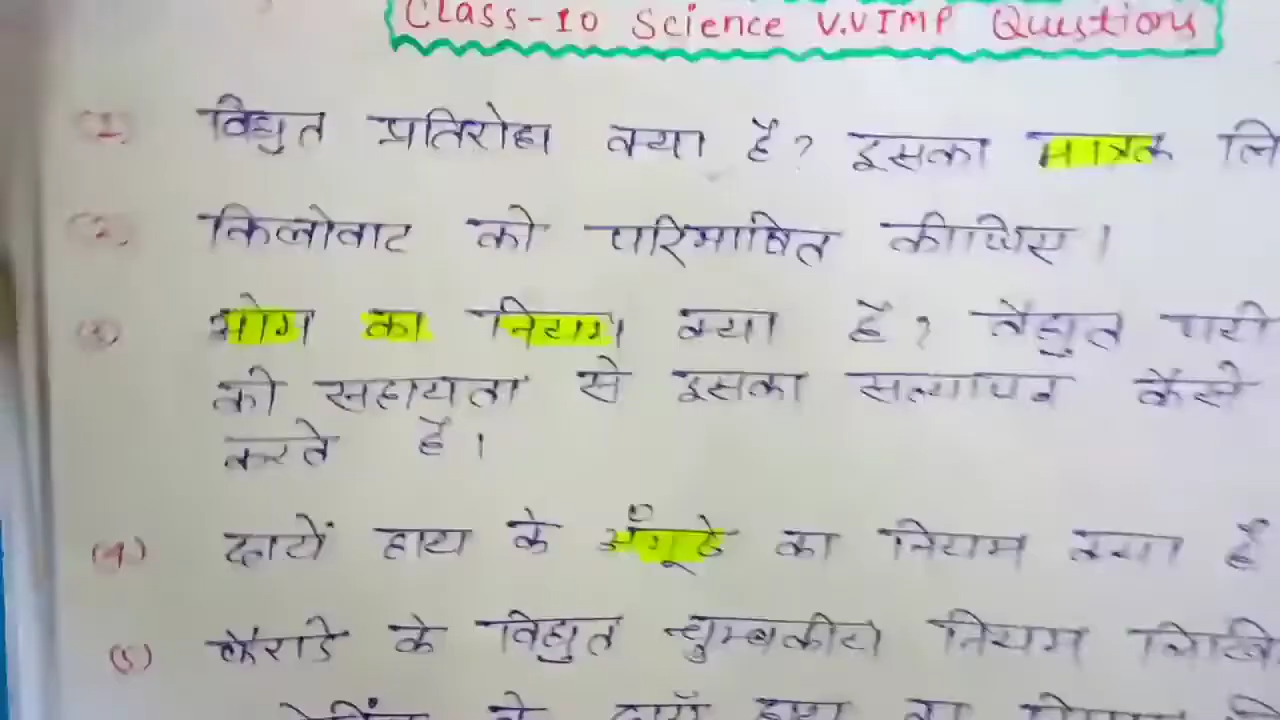 Class-10 Science V.VIMP Questions
(1) विद्युत प्रतिरोध क्या है? इसका मात्रक लि
(2) किलोवाट को परिभाषित कीजिए।
(3) ओम का नियम क्या है? वैद्युत परी
की सहायता से इसका सत्यापन कैसे
करते है।
(4) दायें हाथ के अँगूठे का नियम क्या है
(5) फैराडे के विद्युत चुम्बकीय नियम लिखि